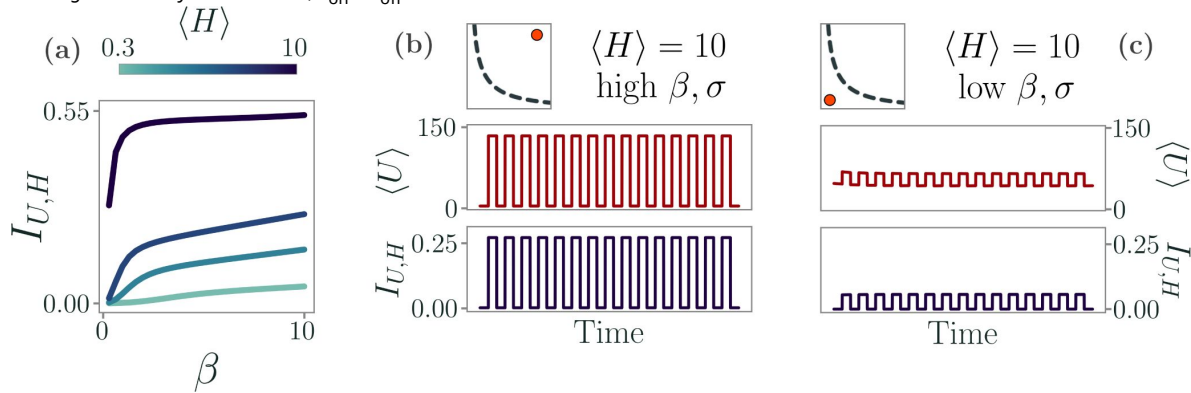 (a)
⟨H⟩
0.3 10
0.55
I_{U,H}
0.00
0 10
β
(b)
⟨H⟩ = 10
high β, σ
150
⟨U⟩
0
0.25
I_{U,H}
0.00
Time
⟨H⟩ = 10
(c)
low β, σ
150
⟨U⟩
0
0.25
I_{U,H}
0.00
Time